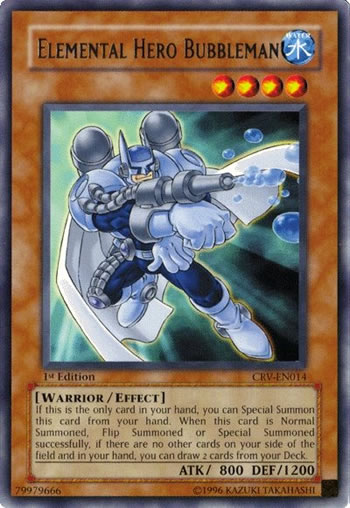 ELEMENTAL HERO BUBBLEMAN
WATER
水
1st Edition
CRV-EN014
[WARRIOR / EFFECT]
If this is the only card in your hand, you can Special Summon
this card from your hand. When this card is Normal
Summoned, Flip Summoned or Special Summoned
successfully, if there are no other cards on your side of the
field and in your hand, you can draw 2 cards from your Deck.
ATK/ 800 DEF/1200
79979666
©1996 KAZUKI TAKAHASHI